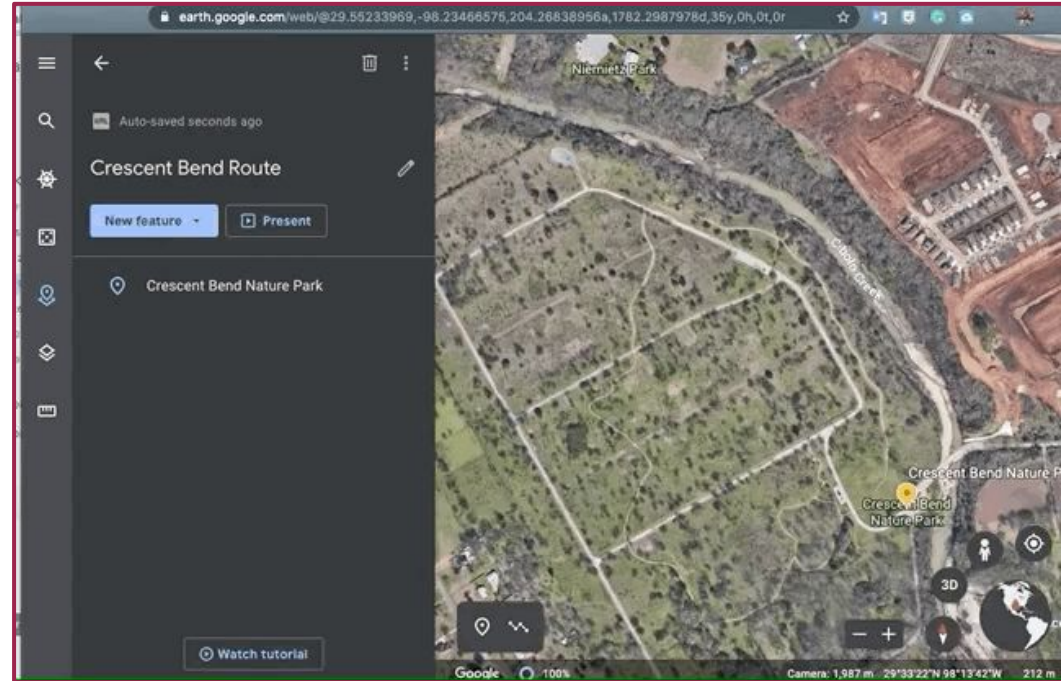 earth.google.com/web/@29.55233969,-98.23466575,204.26838956a,1782.2987978d,35y,0h,0t,0r
Auto-saved seconds ago
Crescent Bend Route
New feature
Present
Crescent Bend Nature Park
Watch tutorial
Niemietz Park
Cibolo Creek
Crescent Bend Nature P
Crescent Bend
Nature Park
3D
Google
100%
Camera: 1,987 m 29°33'22"N 98°13'42"W 212 m